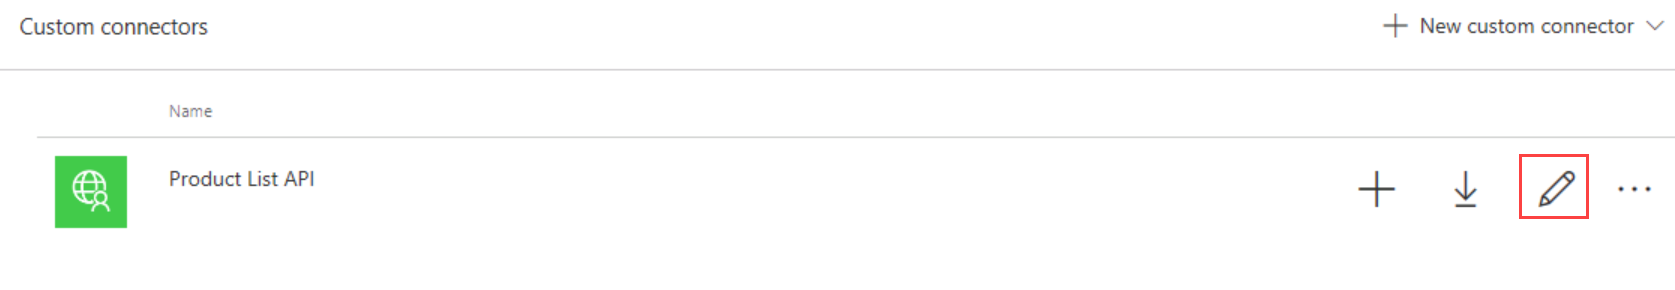 Custom connectors
New custom connector
Name
Product List API